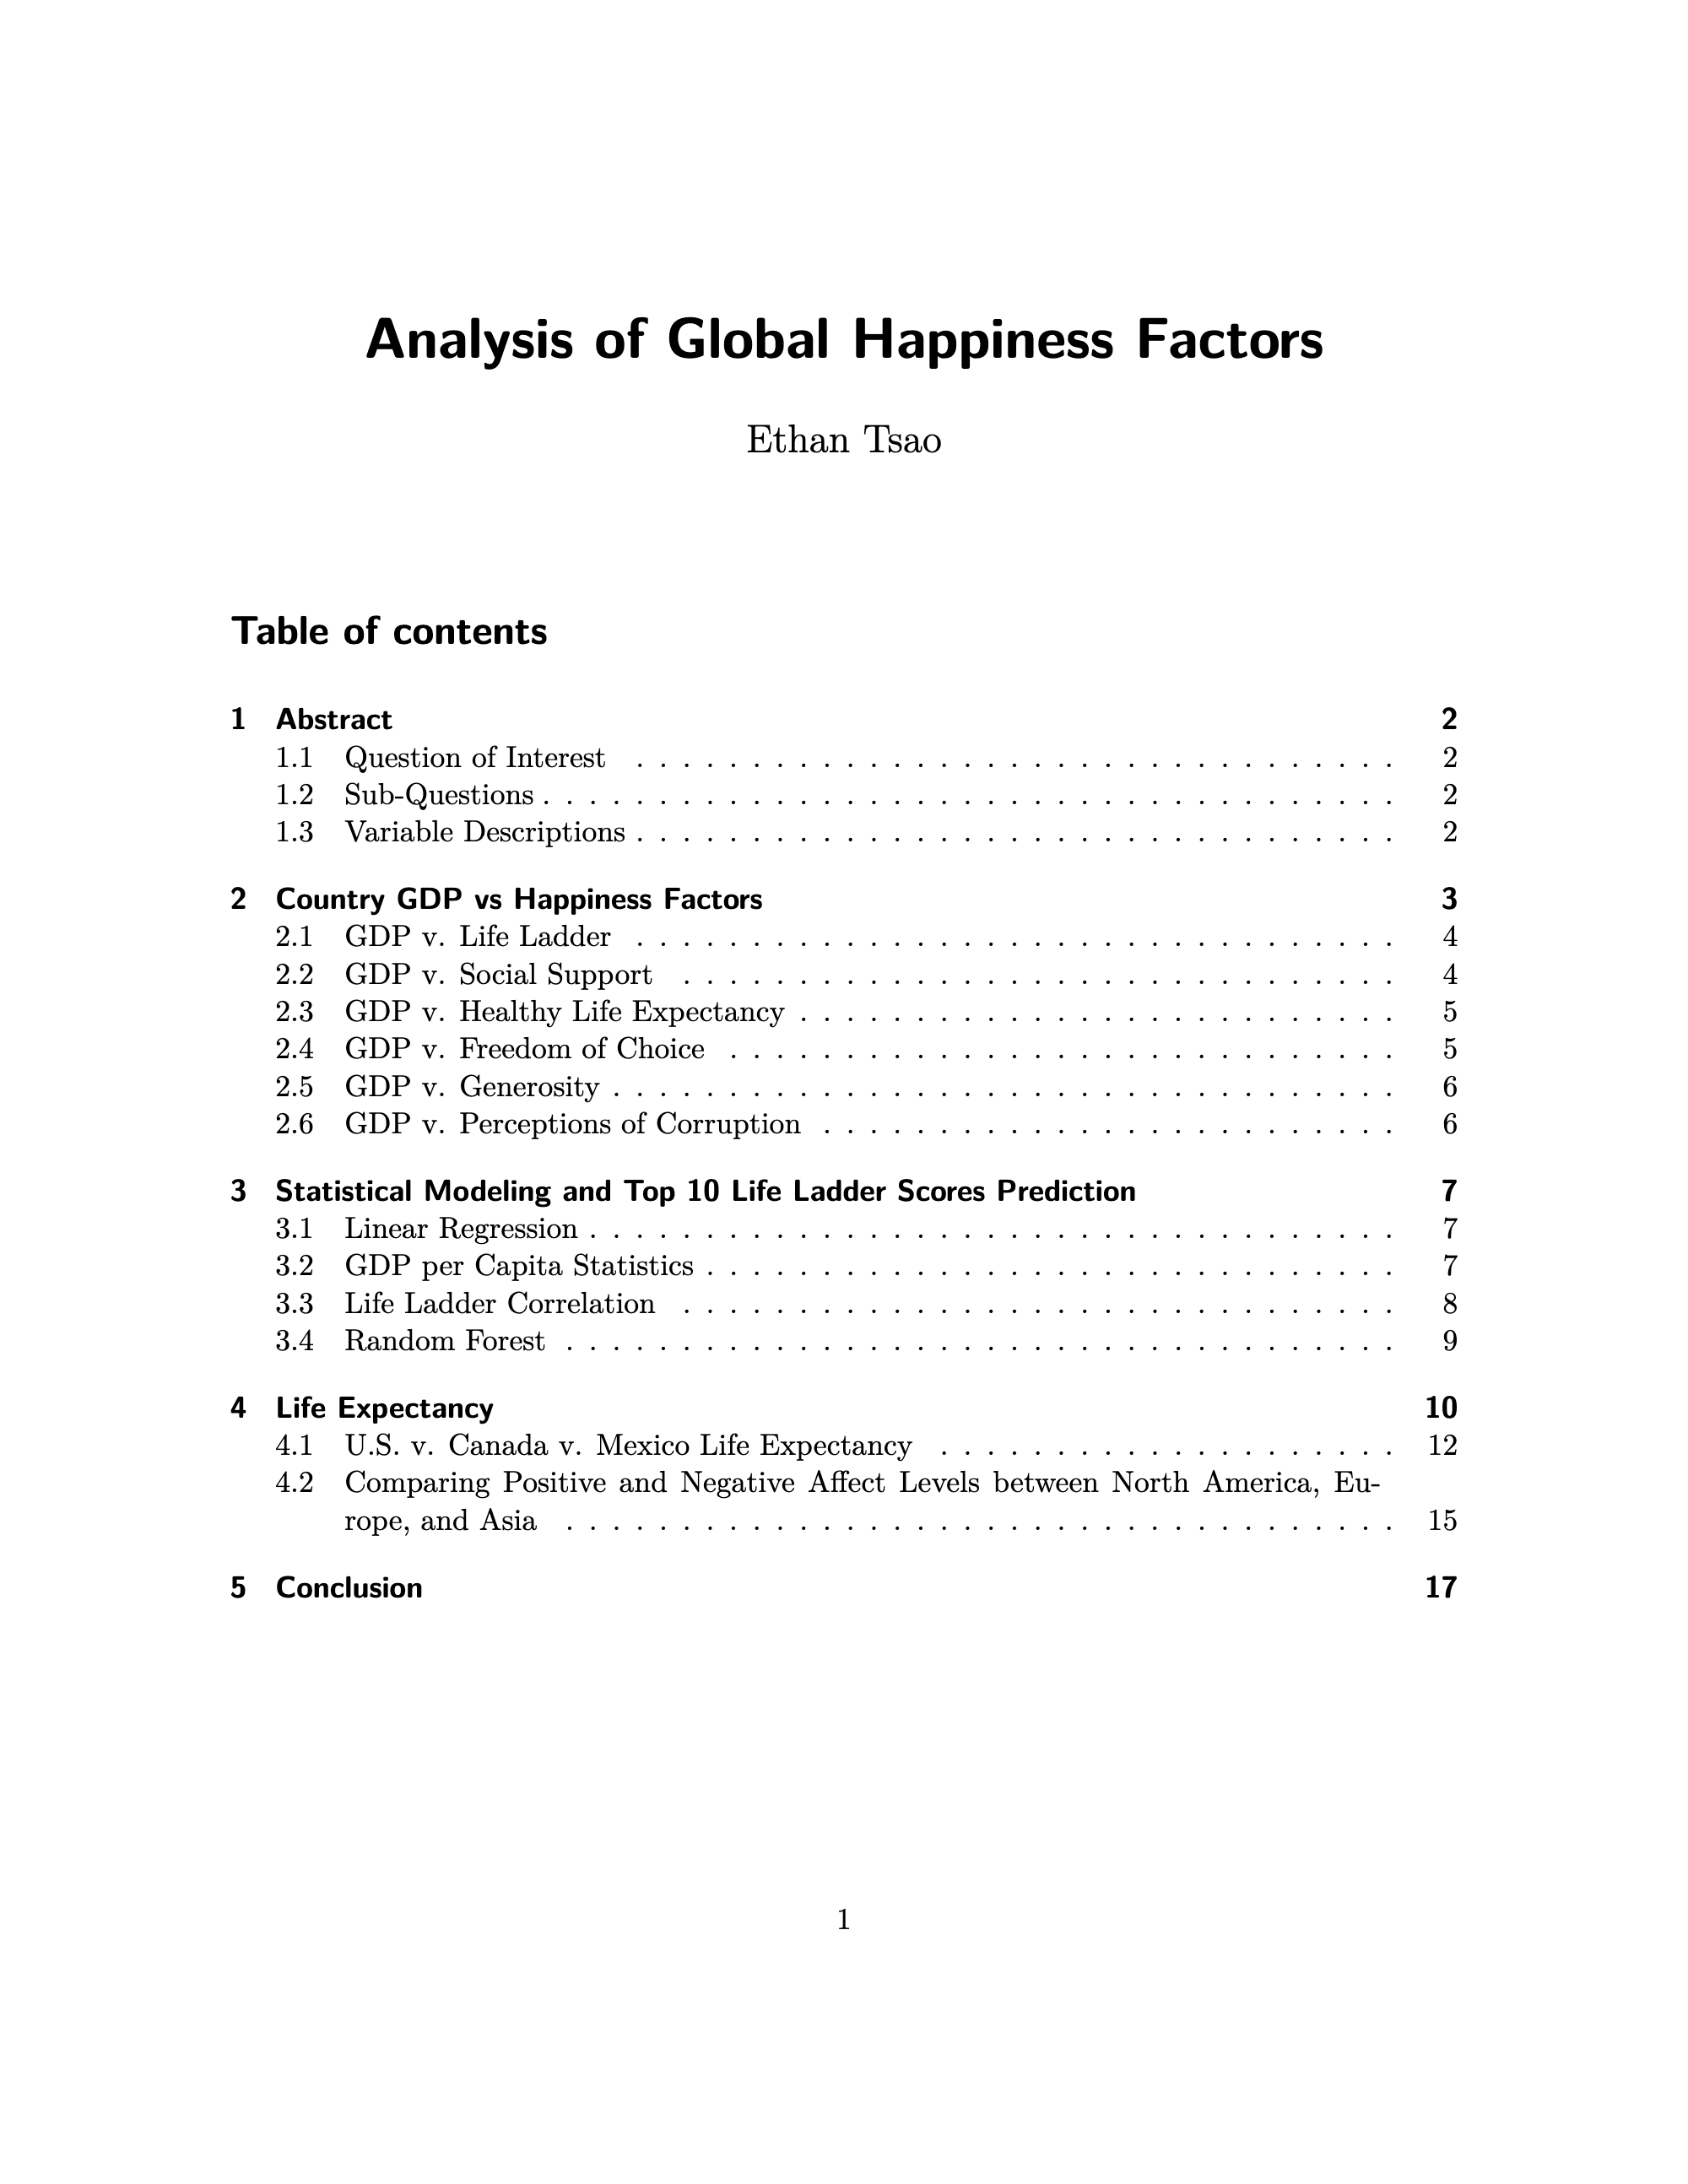 Analysis of Global Happiness Factors
Ethan Tsao
Table of contents
1 Abstract 2
1.1 Question of Interest . . . . . . . . . . . . . . . . . . . . . . . . . . . . . . . . . 2
1.2 Sub-Questions . . . . . . . . . . . . . . . . . . . . . . . . . . . . . . . . . . . . . 2
1.3 Variable Descriptions . . . . . . . . . . . . . . . . . . . . . . . . . . . . . . . . . 2
2 Country GDP vs Happiness Factors 3
2.1 GDP v. Life Ladder . . . . . . . . . . . . . . . . . . . . . . . . . . . . . . . . . 4
2.2 GDP v. Social Support . . . . . . . . . . . . . . . . . . . . . . . . . . . . . . . 4
2.3 GDP v. Healthy Life Expectancy . . . . . . . . . . . . . . . . . . . . . . . . . . 5
2.4 GDP v. Freedom of Choice . . . . . . . . . . . . . . . . . . . . . . . . . . . . . 5
2.5 GDP v. Generosity . . . . . . . . . . . . . . . . . . . . . . . . . . . . . . . . . . 6
2.6 GDP v. Perceptions of Corruption . . . . . . . . . . . . . . . . . . . . . . . . . 6
3 Statistical Modeling and Top 10 Life Ladder Scores Prediction 7
3.1 Linear Regression . . . . . . . . . . . . . . . . . . . . . . . . . . . . . . . . . . . 7
3.2 GDP per Capita Statistics . . . . . . . . . . . . . . . . . . . . . . . . . . . . . . 7
3.3 Life Ladder Correlation . . . . . . . . . . . . . . . . . . . . . . . . . . . . . . . 8
3.4 Random Forest . . . . . . . . . . . . . . . . . . . . . . . . . . . . . . . . . . . . 9
4 Life Expectancy 10
4.1 U.S. v. Canada v. Mexico Life Expectancy . . . . . . . . . . . . . . . . . . . . 12
4.2 Comparing Positive and Negative Affect Levels between North America, Eu-
rope, and Asia . . . . . . . . . . . . . . . . . . . . . . . . . . . . . . . . . . . . 15
5 Conclusion 17
1